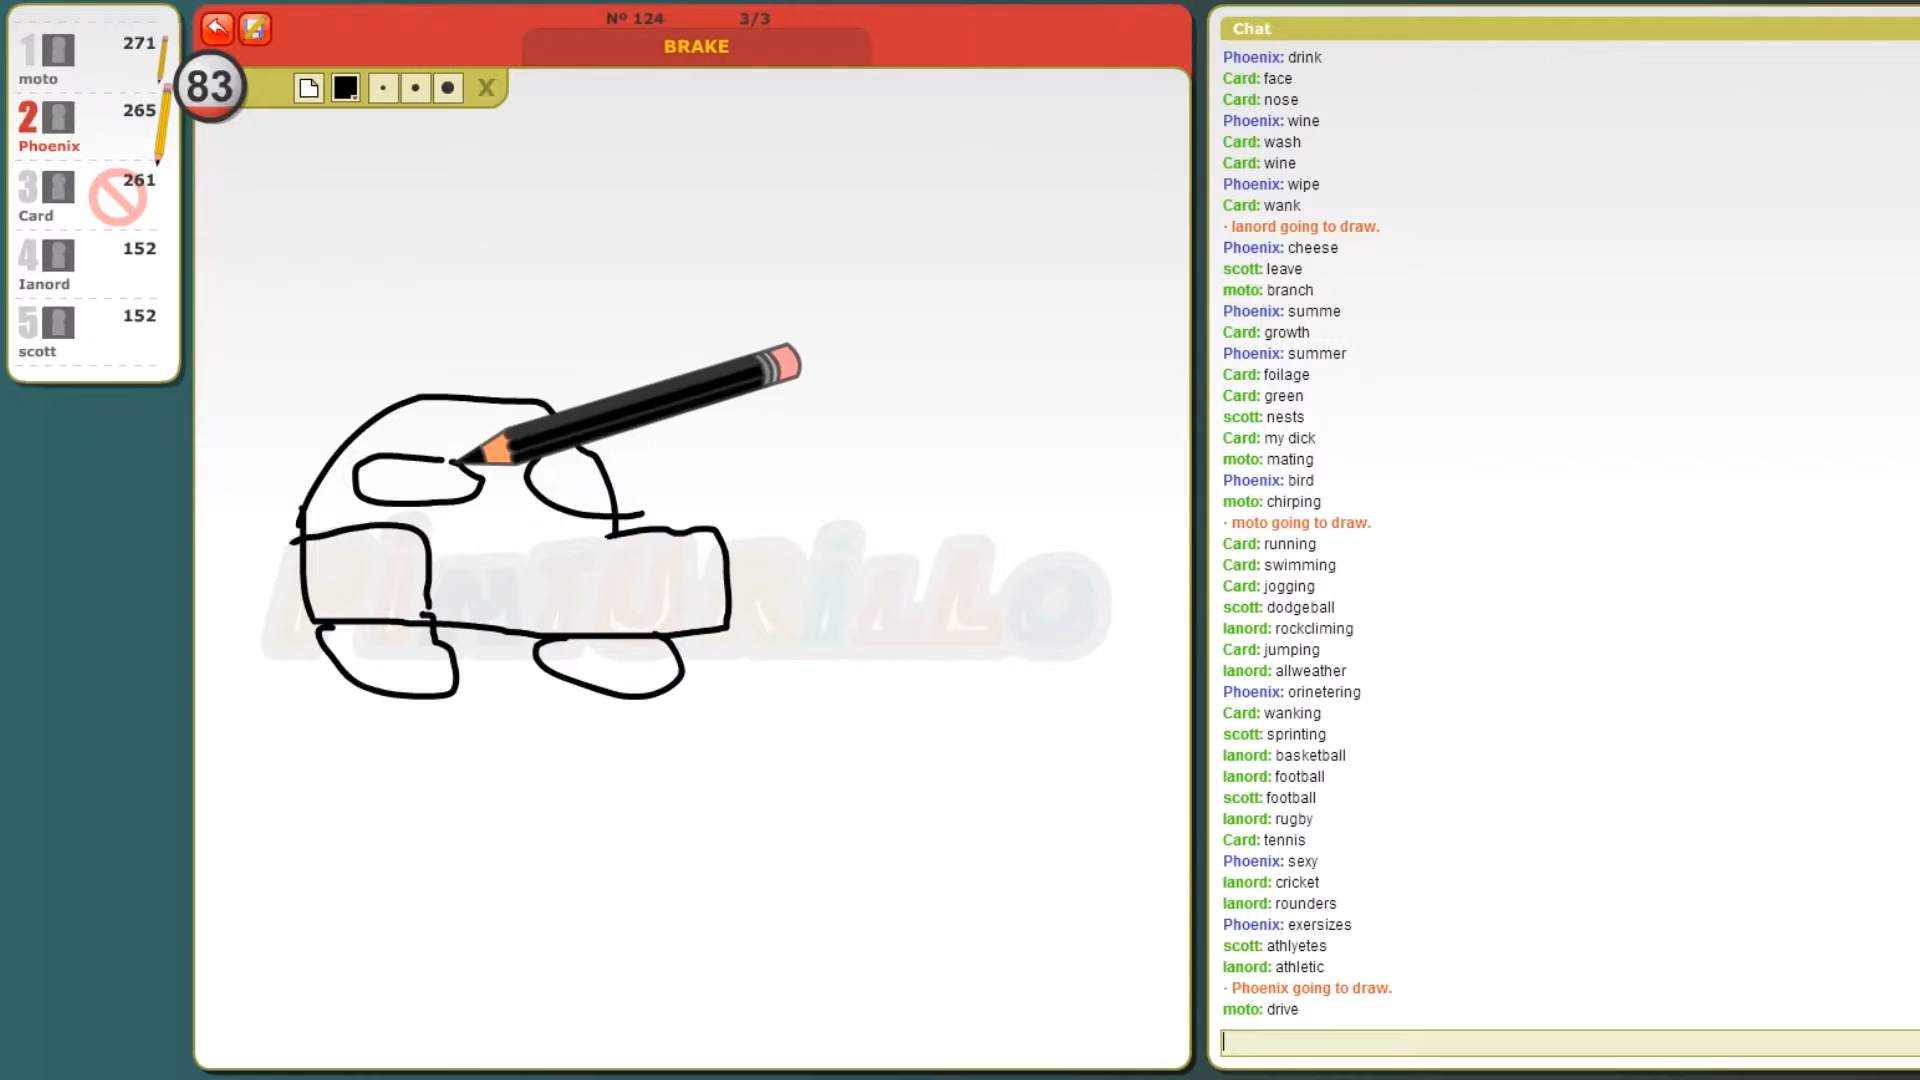 1
271
moto
2
265
Phoenix
3
261
Card
4
152
Ianord
5
152
scott
83
Nº 124
3/3
BRAKE
X
PINTURILLO
Chat
Phoenix: drink
Card: face
Card: nose
Phoenix: wine
Card: wash
Card: wine
Phoenix: wipe
Card: wank
· Ianord going to draw.
Phoenix: cheese
scott: leave
moto: branch
Phoenix: summe
Card: growth
Phoenix: summer
Card: foilage
Card: green
scott: nests
Card: my dick
moto: mating
Phoenix: bird
moto: chirping
· moto going to draw.
Card: running
Card: swimming
Card: jogging
scott: dodgeball
Ianord: rockcliming
Card: jumping
Ianord: allweather
Phoenix: orinetering
Card: wanking
scott: sprinting
Ianord: basketball
Ianord: football
scott: football
Ianord: rugby
Card: tennis
Phoenix: sexy
Ianord: cricket
Ianord: rounders
Phoenix: exersizes
scott: athlyetes
Ianord: athletic
· Phoenix going to draw.
moto: drive